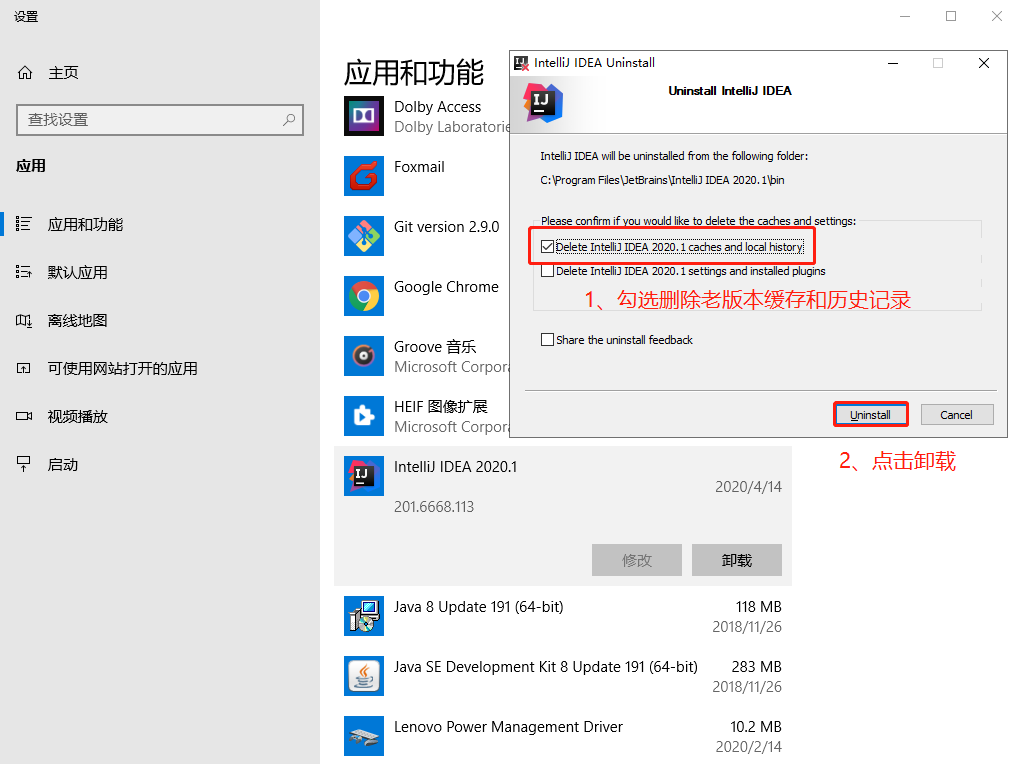 设置
主页
查找设置
应用
应用和功能
默认应用
离线地图
可使用网站打开的应用
视频播放
启动
应用和功能
Dolby Access
Dolby Laboratorie
Foxmail
Git version 2.9.0
Google Chrome
Groove 音乐
Microsoft Corpora
HEIF 图像扩展
Microsoft Corpora
IntelliJ IDEA 2020.1
2020/4/14
201.6668.113
修改
卸载
Java 8 Update 191 (64-bit)
118 MB
2018/11/26
Java SE Development Kit 8 Update 191 (64-bit)
283 MB
2018/11/26
Lenovo Power Management Driver
10.2 MB
2020/2/14
IntelliJ IDEA Uninstall
Uninstall IntelliJ IDEA
IntelliJ IDEA will be uninstalled from the following folder:
C:\Program Files\JetBrains\IntelliJ IDEA 2020.1\bin
Please confirm if you would like to delete the caches and settings:
Delete IntelliJ IDEA 2020.1 caches and local history
Delete IntelliJ IDEA 2020.1 settings and installed plugins
1、勾选删除老版本缓存和历史记录
Share the uninstall feedback
Uninstall
Cancel
2、点击卸载